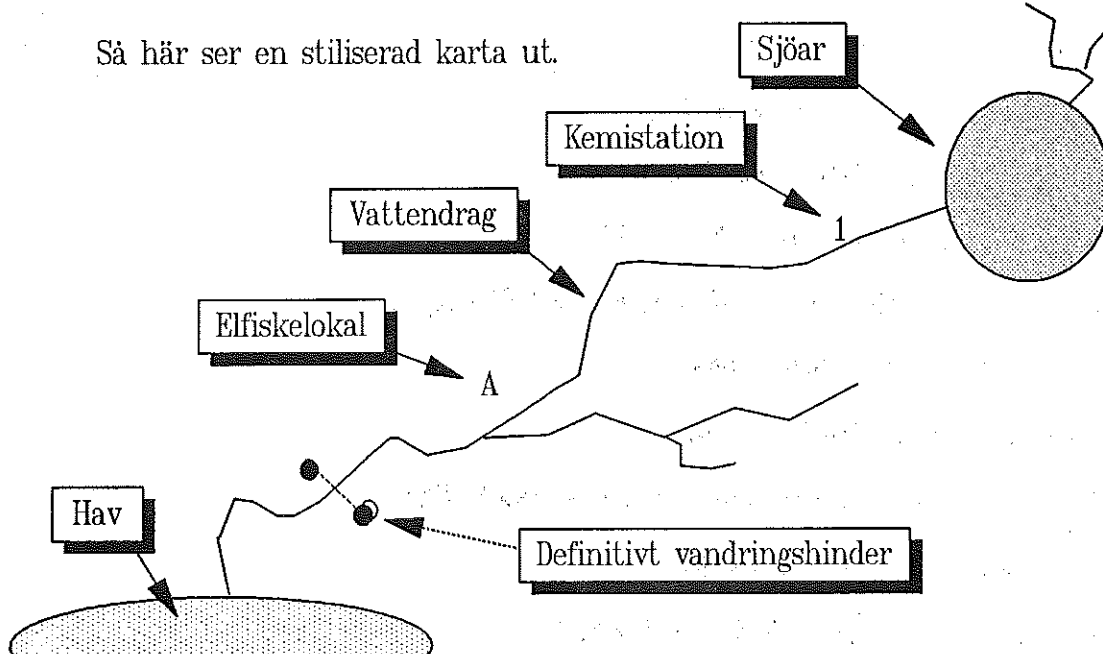 Så här ser en stiliserad karta ut.
Sjöar
Kemistation
1
Vattendrag
Elfiskelokal
A
Hav
Definitivt vandringshinder